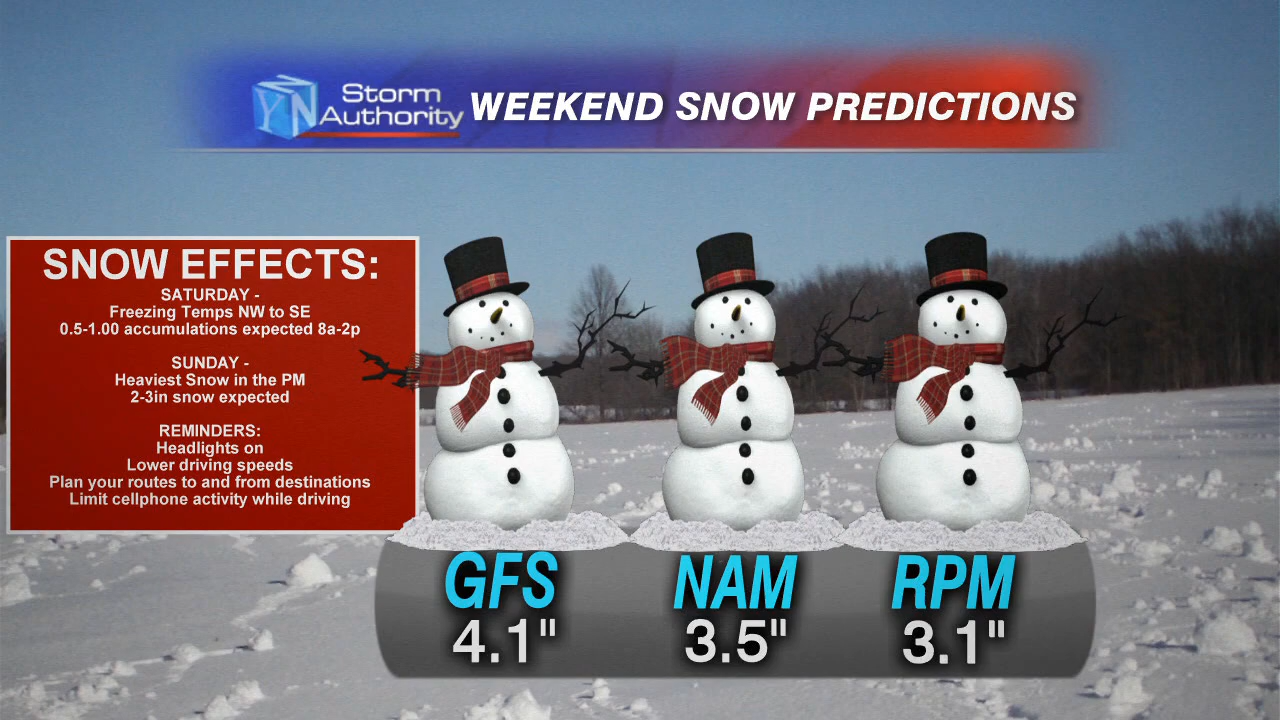 YN Storm
Authority
WEEKEND SNOW PREDICTIONS
SNOW EFFECTS:
SATURDAY -
Freezing Temps NW to SE
0.5-1.00 accumulations expected 8a-2p
SUNDAY -
Heaviest Snow in the PM
2-3in snow expected
REMINDERS:
Headlights on
Lower driving speeds
Plan your routes to and from destinations
Limit cellphone activity while driving
GFS NAM RPM
4.1" 3.5" 3.1"